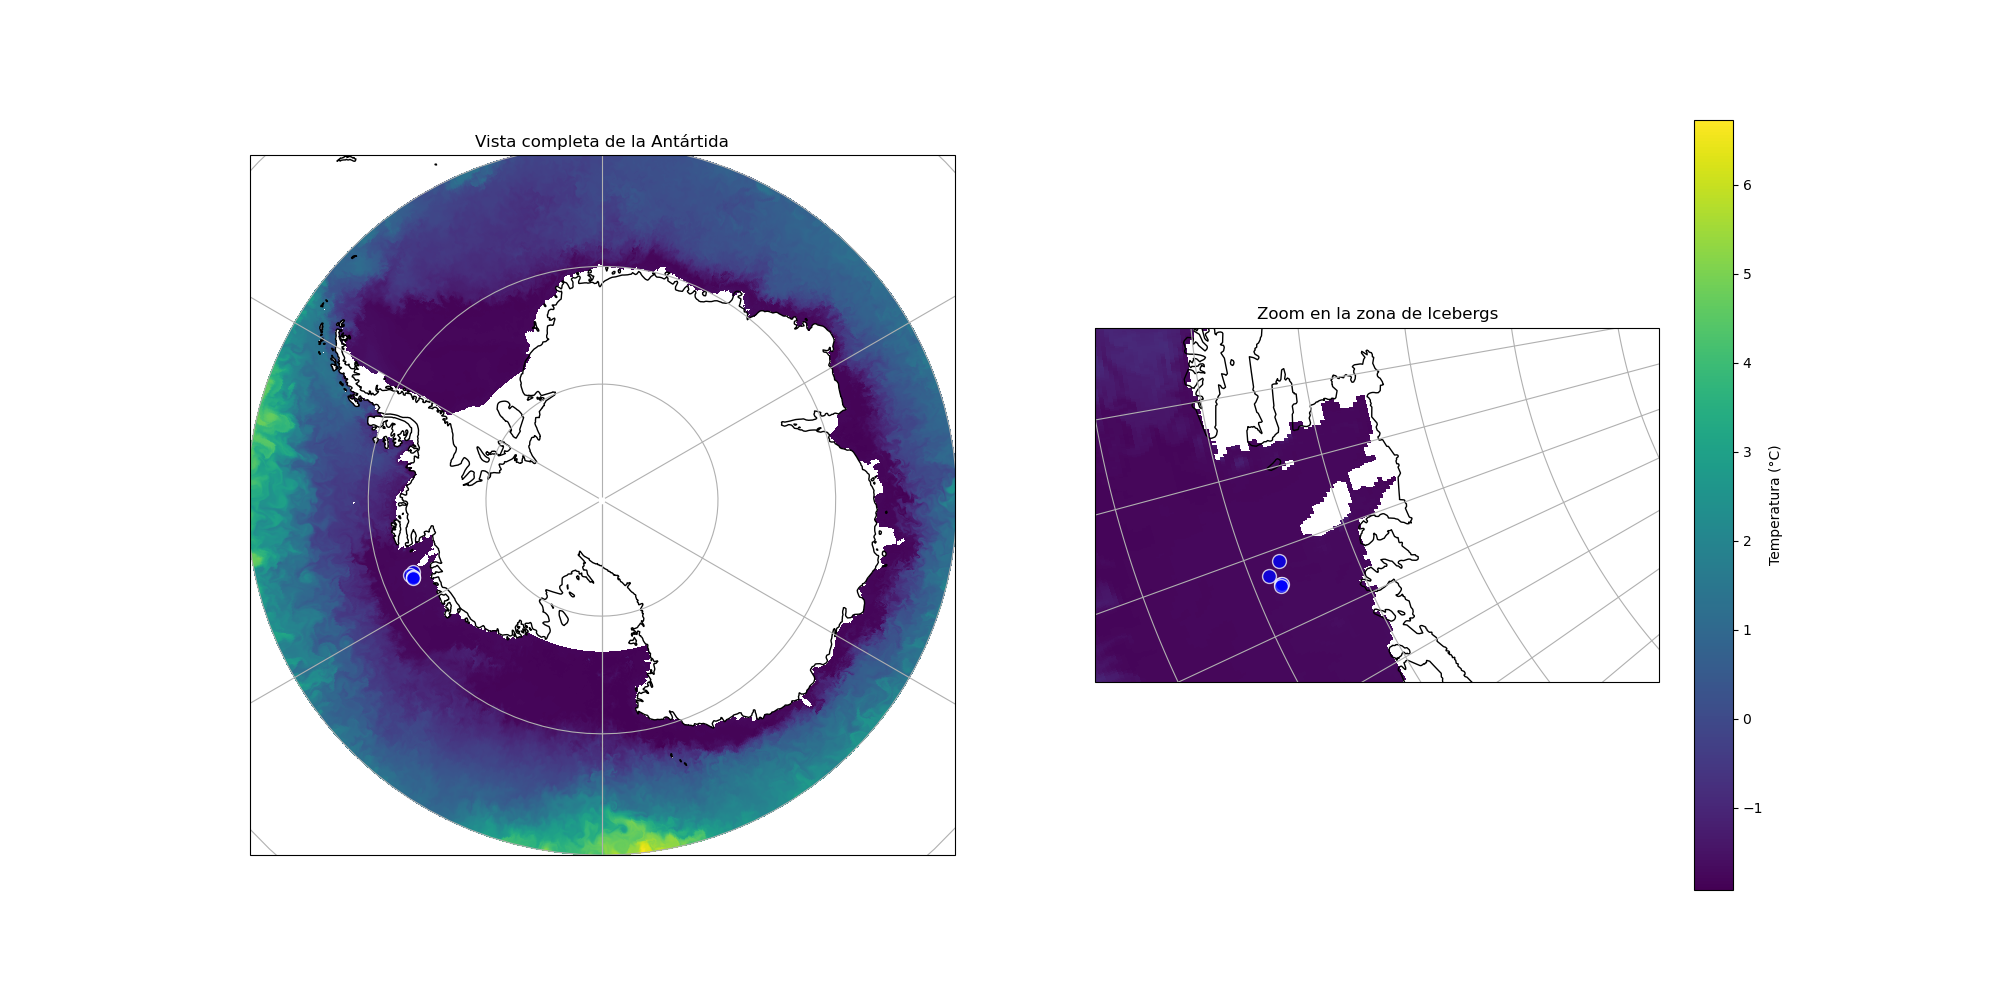 Vista completa de la Antártida
Zoom en la zona de Icebergs
6
5
4
3
2
1
0
−1
Temperatura (°C)